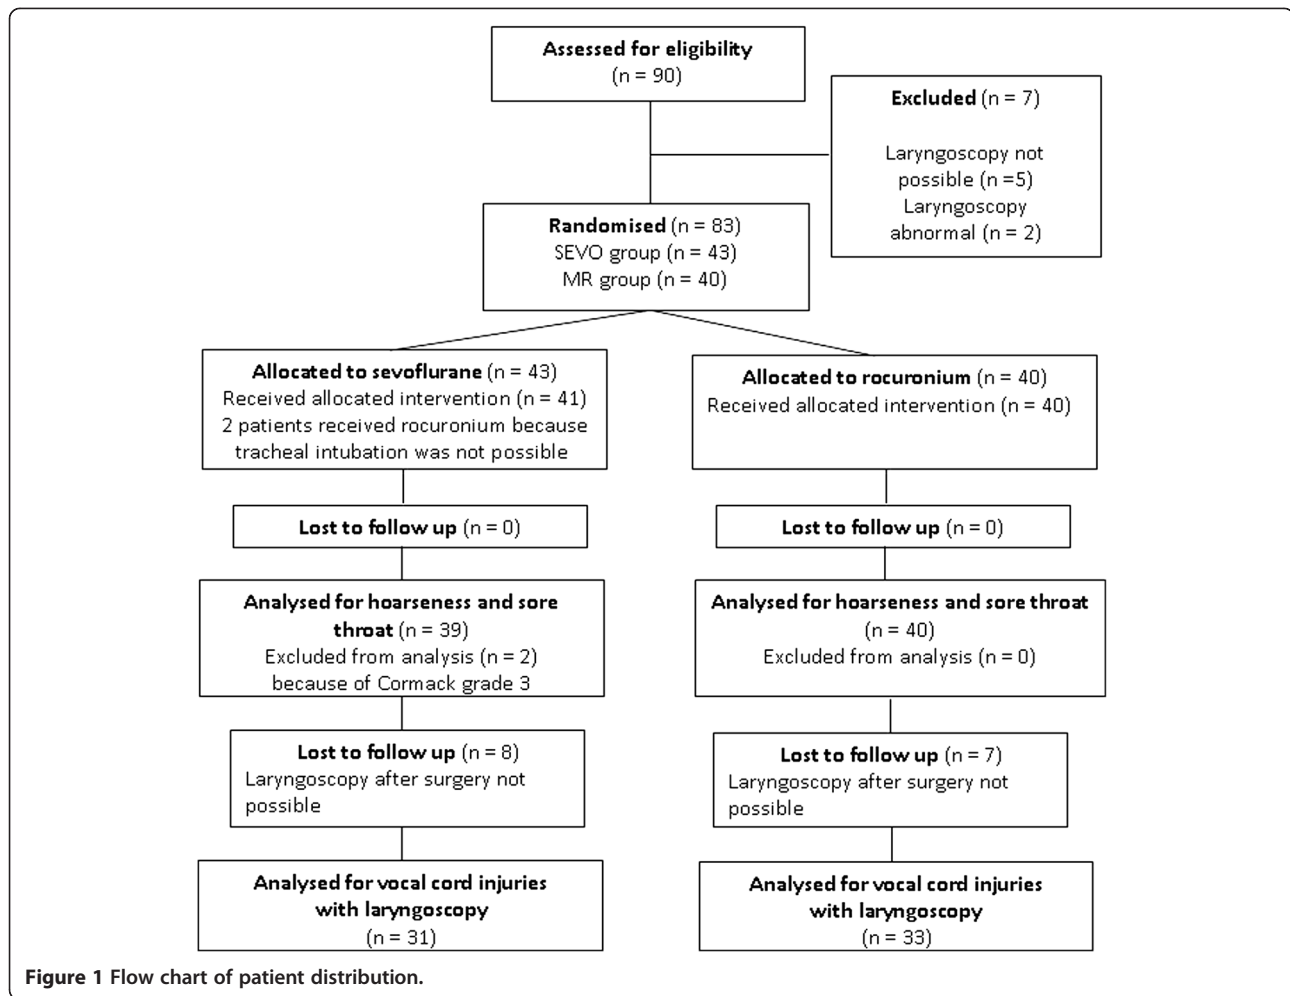 Assessed for eligibility
(n = 90)
Excluded (n = 7)
Laryngoscopy not
possible (n =5)
Laryngoscopy
abnormal (n = 2)
Randomised (n = 83)
SEVO group (n = 43)
MR group (n = 40)
Allocated to sevoflurane (n = 43)
Received allocated intervention (n = 41)
2 patients received rocuronium because
tracheal intubation was not possible
Allocated to rocuronium (n = 40)
Received allocated intervention (n = 40)
Lost to follow up (n = 0)
Lost to follow up (n = 0)
Analysed for hoarseness and sore
throat (n = 39)
Excluded from analysis (n = 2)
because of Cormack grade 3
Analysed for hoarseness and sore throat
(n = 40)
Excluded from analysis (n = 0)
Lost to follow up (n = 8)
Laryngoscopy after surgery not
possible
Lost to follow up (n = 7)
Laryngoscopy after surgery not
possible
Analysed for vocal cord injuries
with laryngoscopy
(n = 31)
Analysed for vocal cord injuries
with laryngoscopy
(n = 33)
Figure 1 Flow chart of patient distribution.